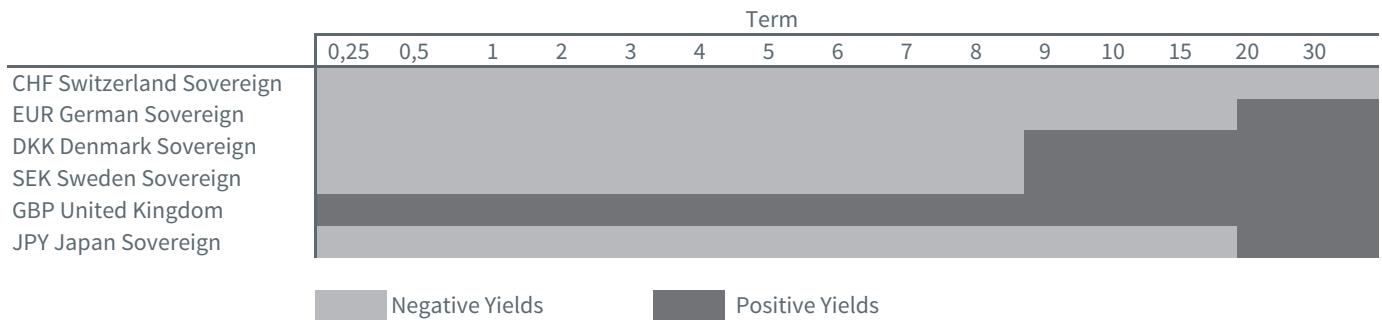 Term
0,25 0,5 1 2 3 4 5 6 7 8 9 10 15 20 30
CHF Switzerland Sovereign
EUR German Sovereign
DKK Denmark Sovereign
SEK Sweden Sovereign
GBP United Kingdom
JPY Japan Sovereign
Negative Yields Positive Yields